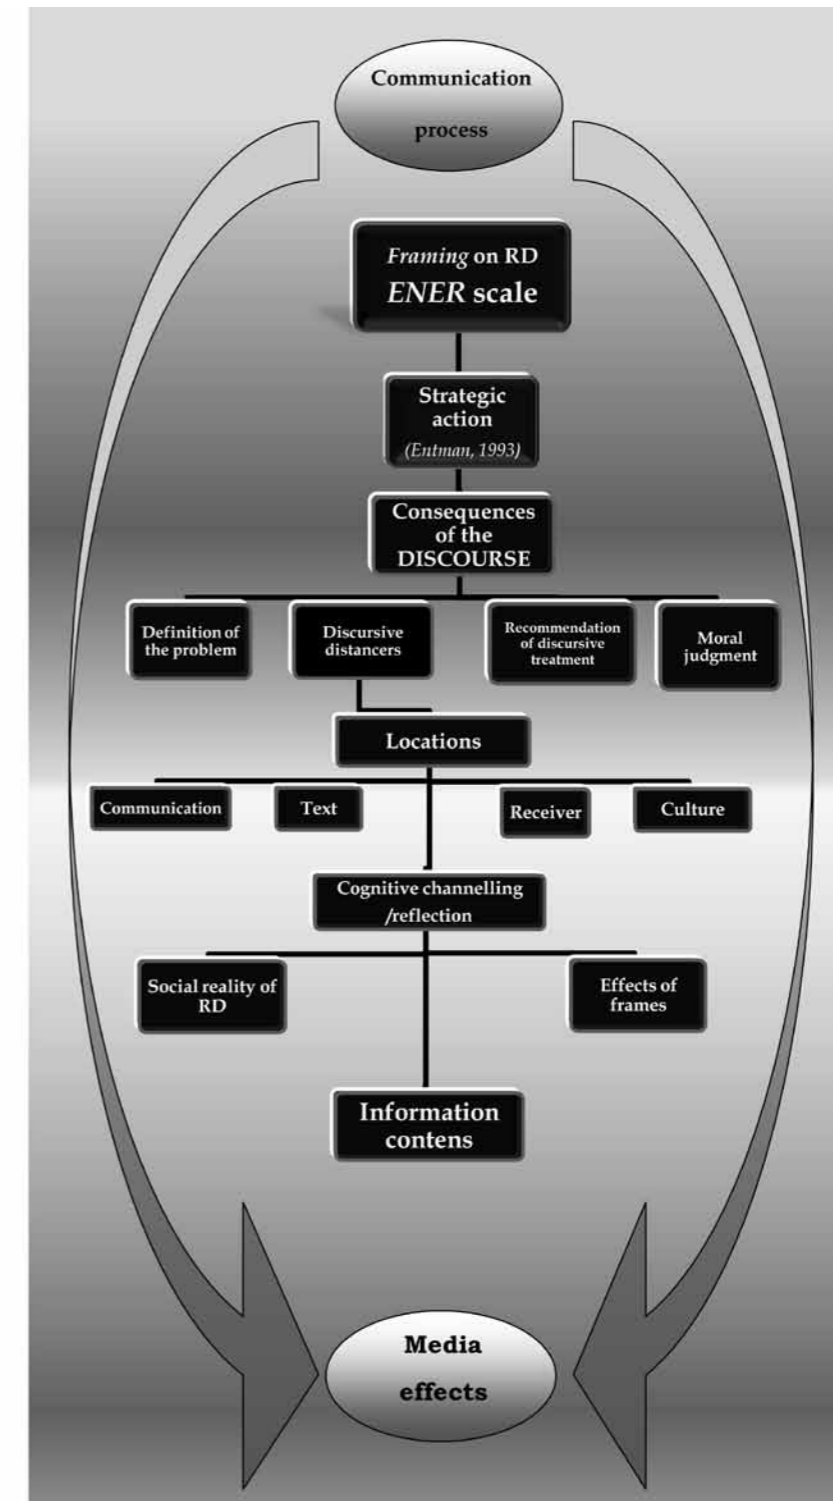 Communication
process
Framing on RD
ENER scale
Strategic
action
(Entman, 1993)
Consequences
of the
DISCOURSE
Definition of
the problem
Discursive
distancers
Recommendation
of discursive
treatment
Moral
judgment
Locations
Communication
Text
Receiver
Culture
Cognitive channelling
/reflection
Social reality of
RD
Effects of
frames
Information
contens
Media
effects